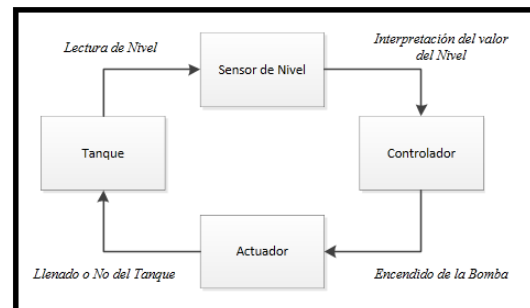 Lectura de Nivel
Interpretación del valor
del Nivel
Sensor de Nivel
Tanque
Controlador
Actuador
Llenado o No del Tanque
Encendido de la Bomba